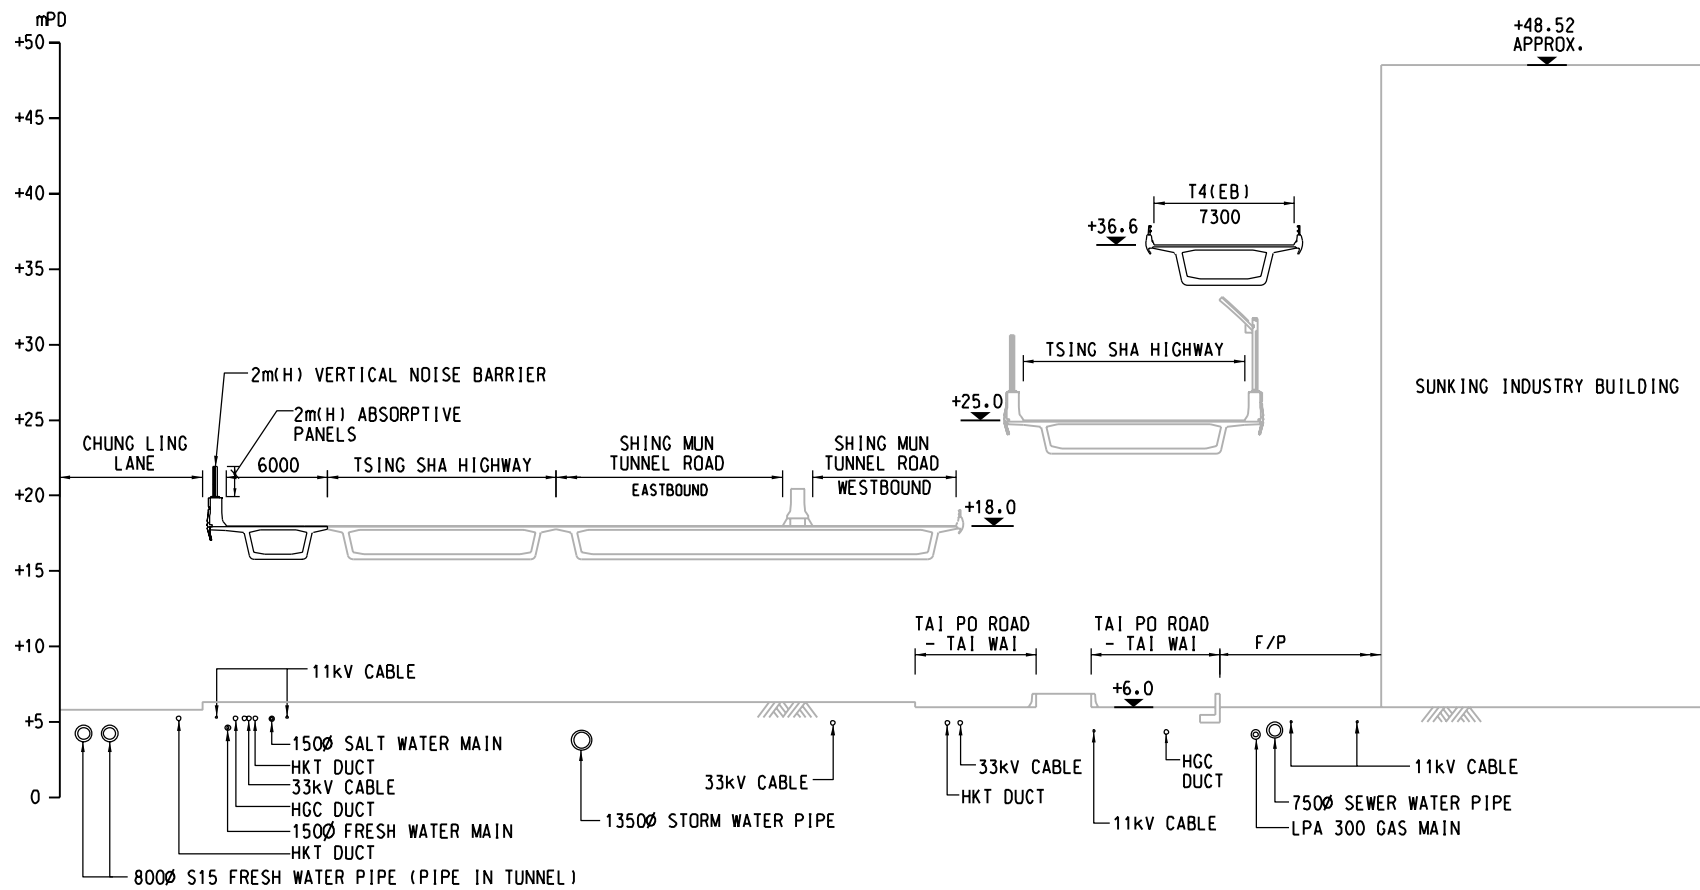 mPD
+50
+45
+40
+35
+30
+25
+20
+15
+10
+5
0
+48.52
APPROX.
T4(EB)
7300
+36.6
TSING SHA HIGHWAY
+25.0
SUNKING INDUSTRY BUILDING
2m(H) VERTICAL NOISE BARRIER
2m(H) ABSORPTIVE
PANELS
CHUNG LING
LANE
6000
TSING SHA HIGHWAY
SHING MUN
TUNNEL ROAD
EASTBOUND
SHING MUN
TUNNEL ROAD
WESTBOUND
+18.0
TAI PO ROAD
- TAI WAI
TAI PO ROAD
- TAI WAI
F/P
+6.0
11kV CABLE
150Ø SALT WATER MAIN
HKT DUCT
33kV CABLE
HGC DUCT
150Ø FRESH WATER MAIN
HKT DUCT
800Ø S15 FRESH WATER PIPE (PIPE IN TUNNEL)
1350Ø STORM WATER PIPE
33kV CABLE
33kV CABLE
HKT DUCT
11kV CABLE
HGC
DUCT
11kV CABLE
750Ø SEWER WATER PIPE
LPA 300 GAS MAIN